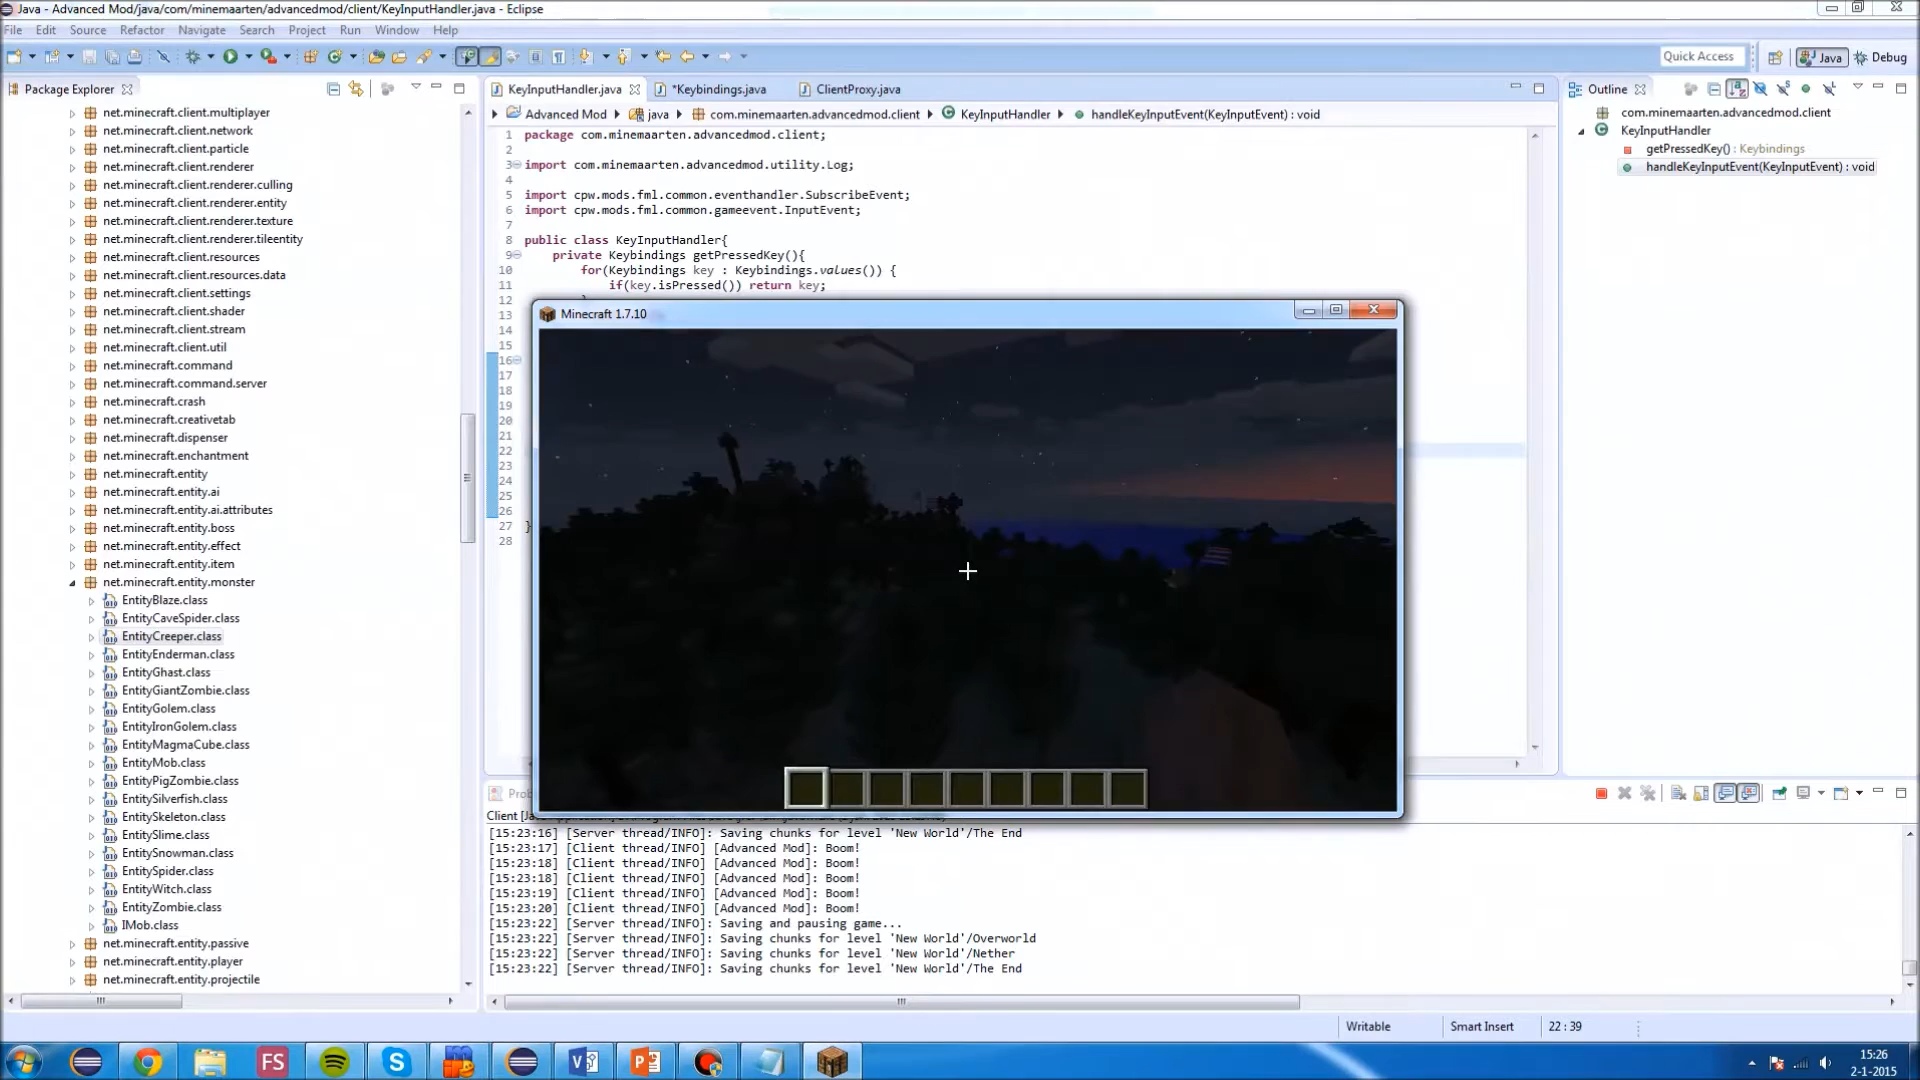 Java - Advanced Mod/java/com/minemaarten/advancedmod/client/KeyInputHandler.java - Eclipse
File Edit Source Refactor Navigate Search Project Run Window Help
Quick Access
Java
Debug
Package Explorer
net.minecraft.client.multiplayer
net.minecraft.client.network
net.minecraft.client.particle
net.minecraft.client.renderer
net.minecraft.client.renderer.culling
net.minecraft.client.renderer.entity
net.minecraft.client.renderer.texture
net.minecraft.client.renderer.tileentity
net.minecraft.client.resources
net.minecraft.client.resources.data
net.minecraft.client.settings
net.minecraft.client.shader
net.minecraft.client.stream
net.minecraft.client.util
net.minecraft.command
net.minecraft.command.server
net.minecraft.crash
net.minecraft.creativetab
net.minecraft.dispenser
net.minecraft.enchantment
net.minecraft.entity
net.minecraft.entity.ai
net.minecraft.entity.ai.attributes
net.minecraft.entity.boss
net.minecraft.entity.effect
net.minecraft.entity.item
net.minecraft.entity.monster
EntityBlaze.class
EntityCaveSpider.class
EntityCreeper.class
EntityEnderman.class
EntityGhast.class
EntityGiantZombie.class
EntityGolem.class
EntityIronGolem.class
EntityMagmaCube.class
EntityMob.class
EntityPigZombie.class
EntitySilverfish.class
EntitySkeleton.class
EntitySlime.class
EntitySnowman.class
EntitySpider.class
EntityWitch.class
EntityZombie.class
IMob.class
net.minecraft.entity.passive
net.minecraft.entity.player
net.minecraft.entity.projectile
KeyInputHandler.java *Keybindings.java ClientProxy.java
Advanced Mod java com.minemaarten.advancedmod.client KeyInputHandler handleKeyInputEvent(KeyInputEvent) : void
1 package com.minemaarten.advancedmod.client;
2
3 import com.minemaarten.advancedmod.utility.Log;
4
5 import cpw.mods.fml.common.eventhandler.SubscribeEvent;
6 import cpw.mods.fml.common.gameevent.InputEvent;
7
8 public class KeyInputHandler{
9 private Keybindings getPressedKey(){
10 for(Keybindings key : Keybindings.values()) {
11 if(key.isPressed()) return key;
12 }
13
14
15
16
17
18
19
20
21
22
23
24
25
26
27 }
28
Minecraft 1.7.10
Outline
com.minemaarten.advancedmod.client
KeyInputHandler
getPressedKey() : Keybindings
handleKeyInputEvent(KeyInputEvent) : void
[15:23:16] [Server thread/INFO]: Saving chunks for level 'New World'/The End
[15:23:17] [Client thread/INFO] [Advanced Mod]: Boom!
[15:23:18] [Client thread/INFO] [Advanced Mod]: Boom!
[15:23:18] [Client thread/INFO] [Advanced Mod]: Boom!
[15:23:19] [Client thread/INFO] [Advanced Mod]: Boom!
[15:23:20] [Client thread/INFO] [Advanced Mod]: Boom!
[15:23:22] [Server thread/INFO]: Saving and pausing game...
[15:23:22] [Server thread/INFO]: Saving chunks for level 'New World'/Overworld
[15:23:22] [Server thread/INFO]: Saving chunks for level 'New World'/Nether
[15:23:22] [Server thread/INFO]: Saving chunks for level 'New World'/The End
Writable Smart Insert 22 : 39
FS
15:26
2-1-2015